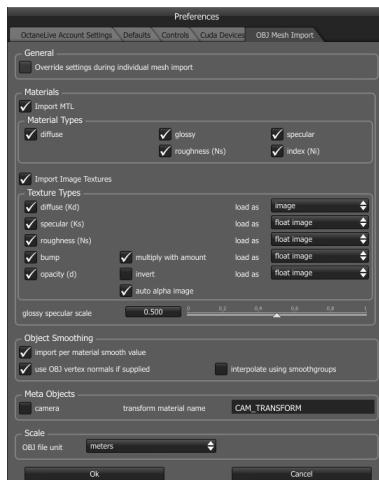 Preferences
OctaneLive Account Settings Defaults Controls Cuda Devices OBJ Mesh Import
General
Override settings during individual mesh import
Materials
Import MTL
Material Types
diffuse glossy specular
roughness (Ns) index (Ni)
Import Image Textures
Texture Types
diffuse (Kd) load as image
specular (Ks) load as float image
roughness (Ns) load as float image
bump multiply with amount load as float image
opacity (d) invert load as float image
auto alpha image
glossy specular scale 0.500 0 0,2 0,4 0,6 0,8 1
Object Smoothing
import per material smooth value
use OBJ vertex normals if supplied interpolate using smoothgroups
Meta Objects
camera transform material name CAM_TRANSFORM
Scale
OBJ file unit meters
Ok Cancel